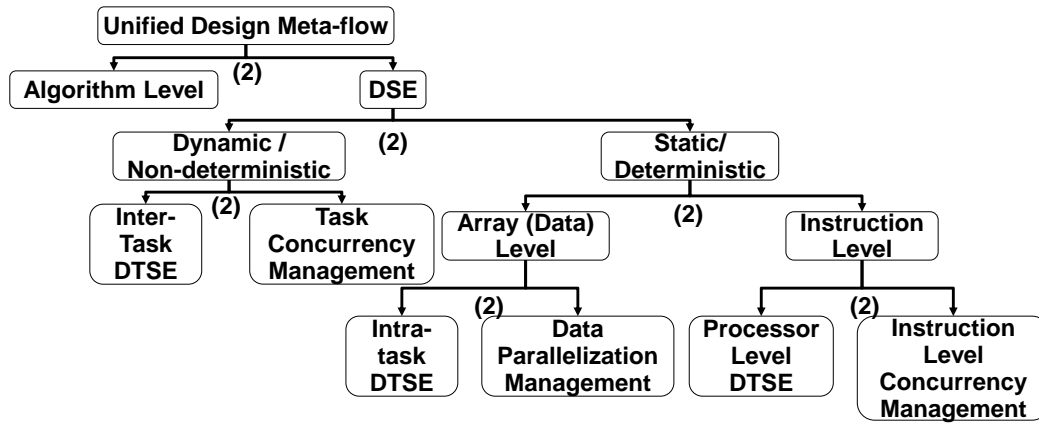 Unified Design Meta-flow
(2)
Algorithm Level
DSE
(2)
Dynamic /
Non-deterministic
Static/
Deterministic
(2)
(2)
Inter-
Task
DTSE
Task
Concurrency
Management
Array (Data)
Level
Instruction
Level
(2)
(2)
Intra-
task
DTSE
Data
Parallelization
Management
Processor
Level
DTSE
Instruction
Level
Concurrency
Management